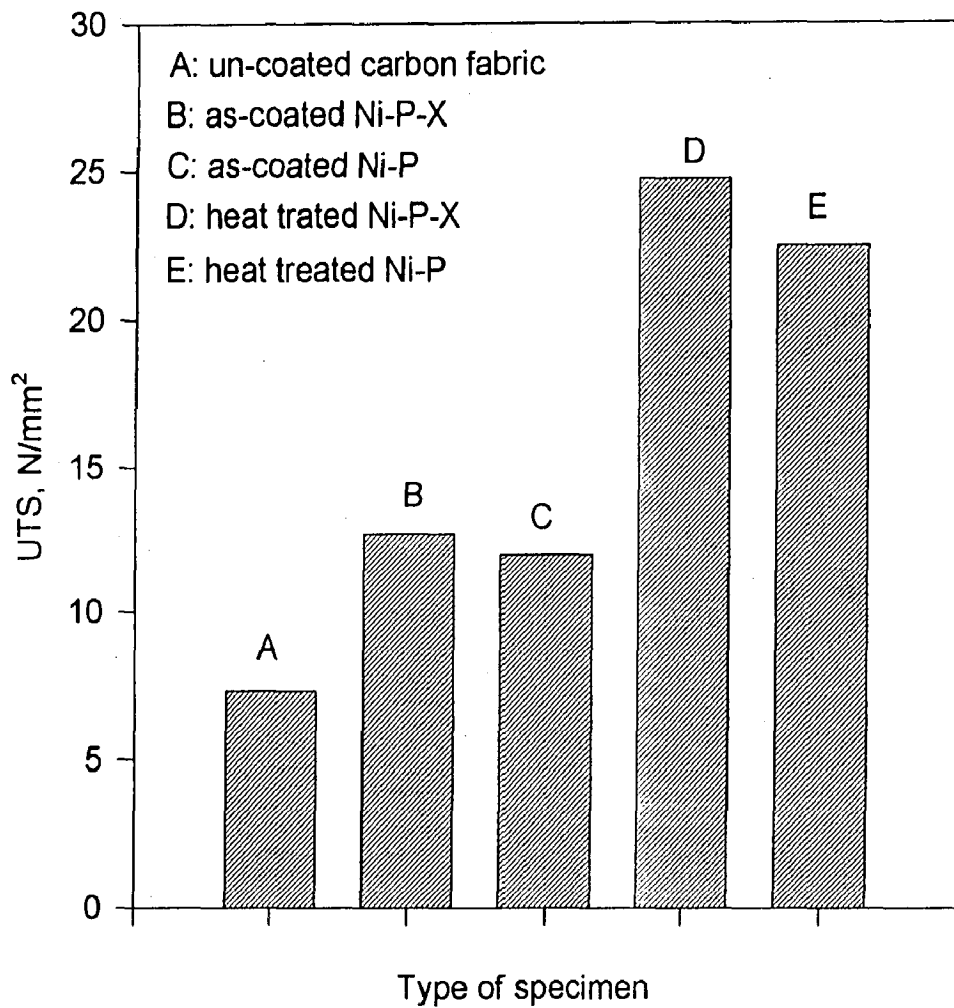 30
A: un-coated carbon fabric
B: as-coated Ni-P-X
C: as-coated Ni-P
D: heat trated Ni-P-X
E: heat treated Ni-P
25
20
15
10
5
0
UTS, N/mm²
A
B
C
D
E
Type of specimen